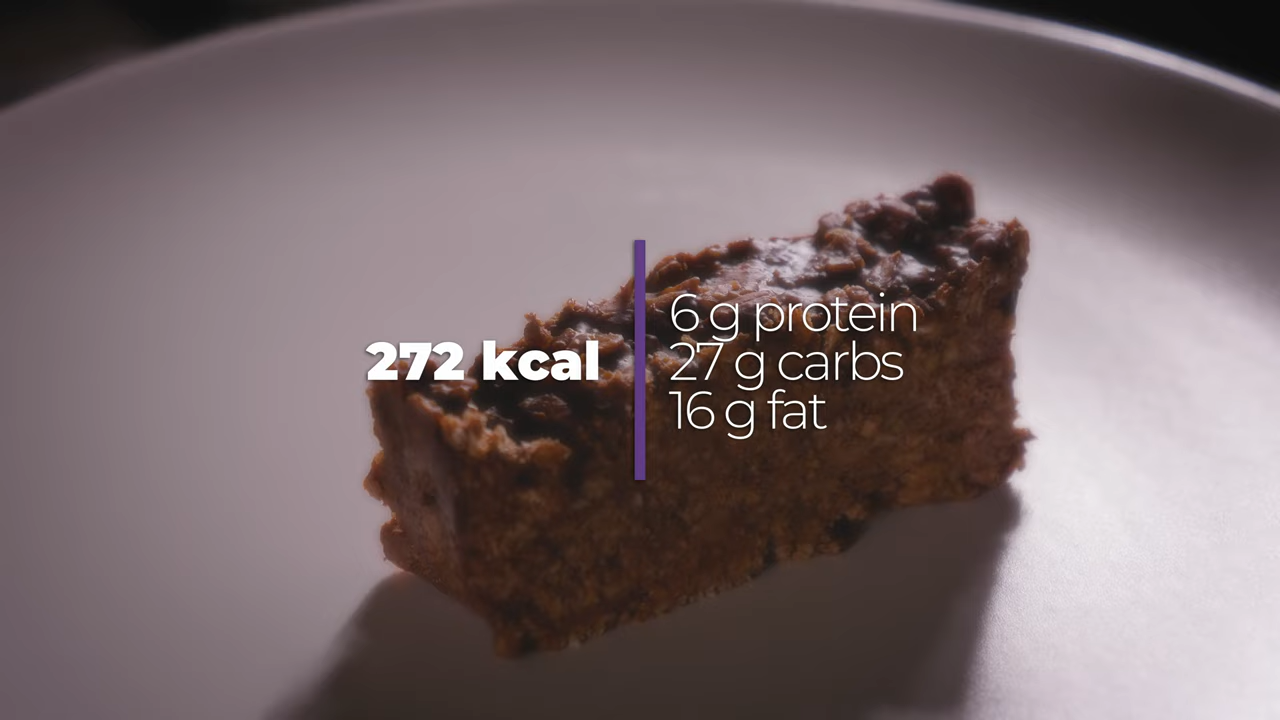 272 kcal
6 g protein
27 g carbs
16 g fat